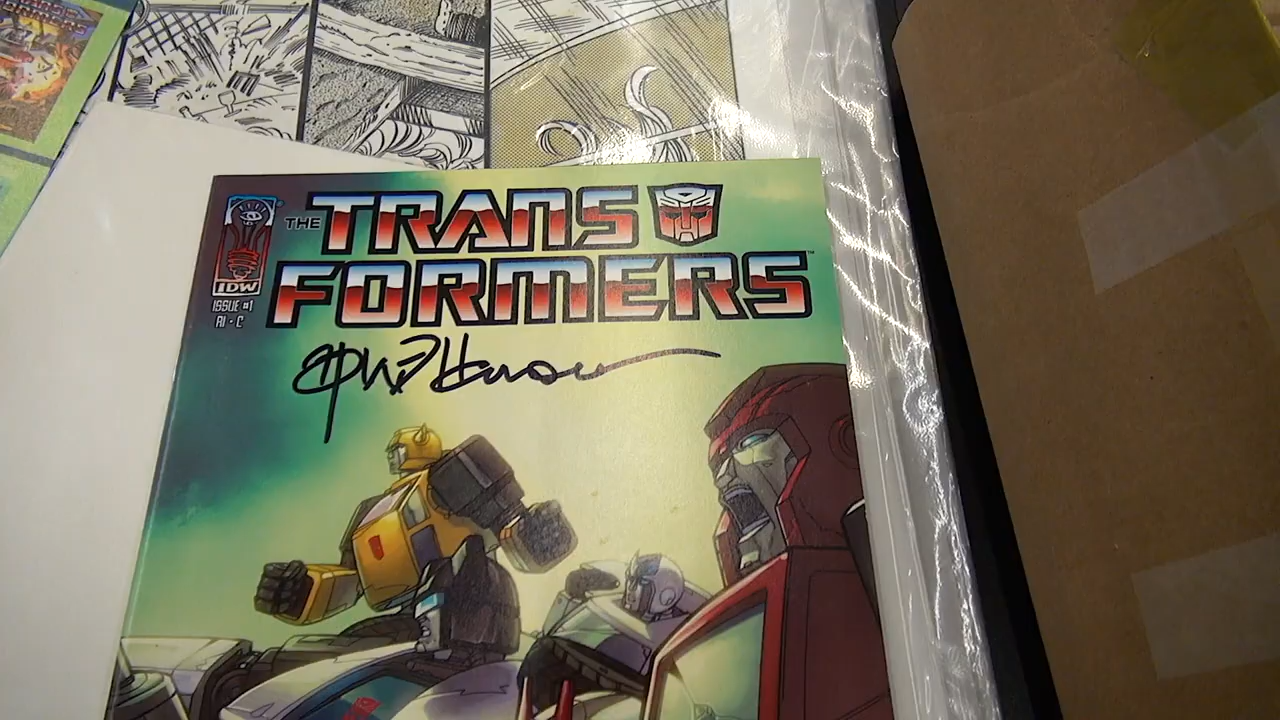 THE TRANS
FORMERS
IDW
ISSUE #1
RI - C